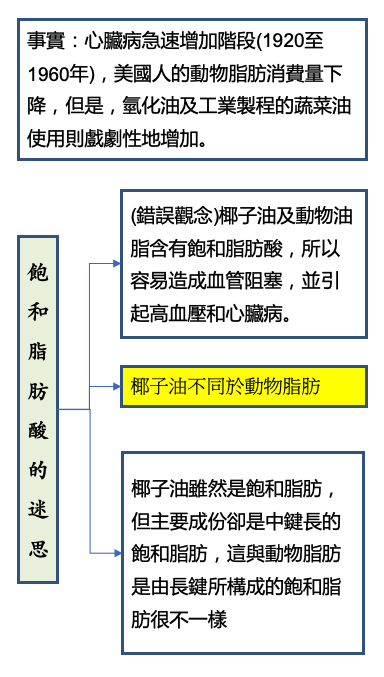 事實：心臟病急速增加階段(1920至
1960年)，美國人的動物脂肪消費量下
降，但是，氫化油及工業製程的蔬菜油
使用則戲劇性地增加。
飽和脂肪酸的迷思
(錯誤觀念)椰子油及動物油
脂含有飽和脂肪酸，所以
容易造成血管阻塞，並引
起高血壓和心臟病。
椰子油不同於動物脂肪
椰子油雖然是飽和脂肪，
但主要成份卻是中鍵長的
飽和脂肪，這與動物脂肪
是由長鍵所構成的飽和脂
肪很不一樣